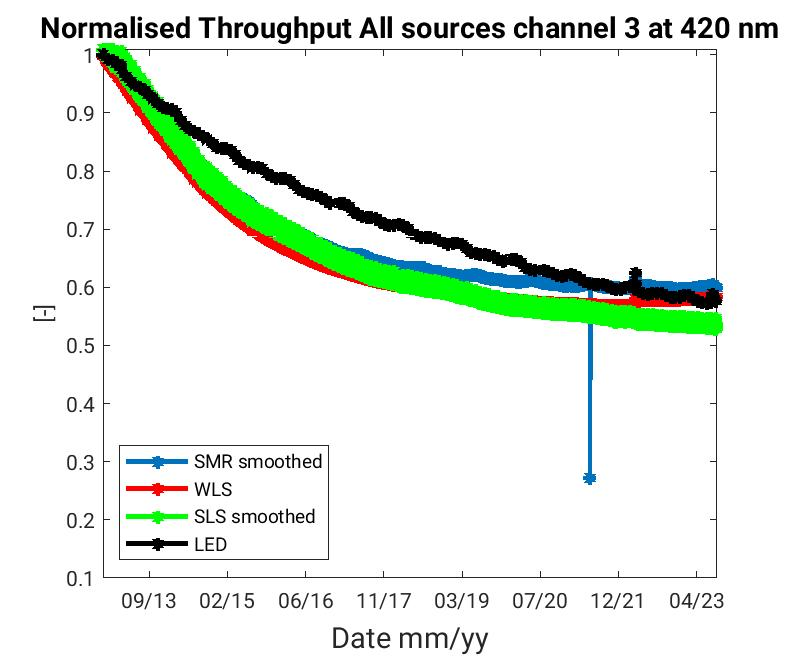 Normalised Throughput All sources channel 3 at 420 nm
1
0.9
0.8
0.7
0.6
0.5
0.4
0.3
0.2
0.1
[-]
SMR smoothed
WLS
SLS smoothed
LED
09/13 02/15 06/16 11/17 03/19 07/20 12/21 04/23
Date mm/yy